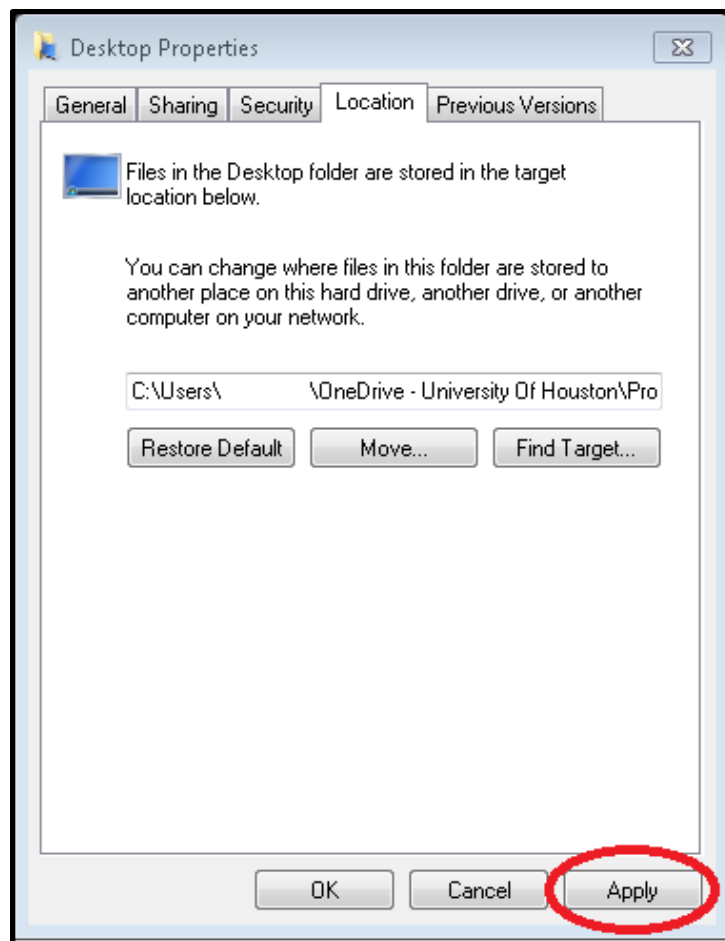 Desktop Properties
General Sharing Security Location Previous Versions
Files in the Desktop folder are stored in the target
location below.
You can change where files in this folder are stored to
another place on this hard drive, another drive, or another
computer on your network.
C:\Users\ \OneDrive - University Of Houston\Pro
Restore Default Move... Find Target...
OK Cancel Apply